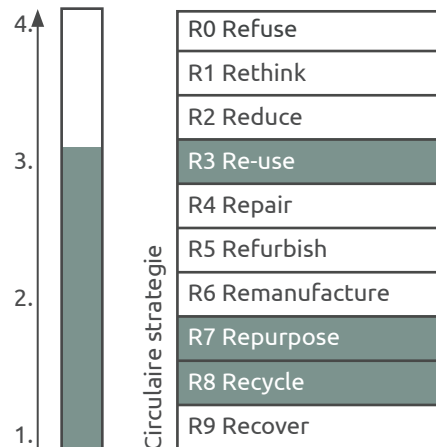 4.
3.
2.
1.
Circulaire strategie
R0 Refuse
R1 Rethink
R2 Reduce
R3 Re-use
R4 Repair
R5 Refurbish
R6 Remanufacture
R7 Repurpose
R8 Recycle
R9 Recover